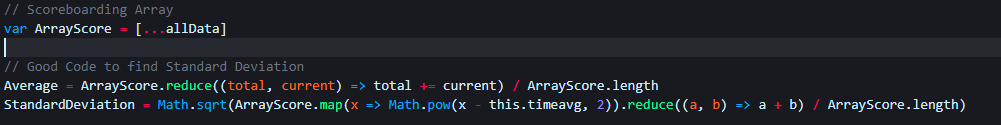 // Scoreboarding Array
var ArrayScore = [...allData]
// Good Code to find Standard Deviation
Average = ArrayScore.reduce((total, current) => total += current) / ArrayScore.length
StandardDeviation = Math.sqrt(ArrayScore.map(x => Math.pow(x - this.timeavg, 2)).reduce((a, b) => a + b) / ArrayScore.length)